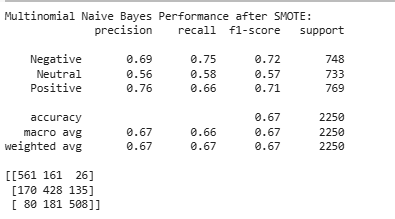 Multinomial Naive Bayes Performance after SMOTE:
precision recall f1-score support
Negative 0.69 0.75 0.72 748
Neutral 0.56 0.58 0.57 733
Positive 0.76 0.66 0.71 769
accuracy 0.67 2250
macro avg 0.67 0.66 0.67 2250
weighted avg 0.67 0.67 0.67 2250
[[561 161 26]
[170 428 135]
[ 80 181 508]]